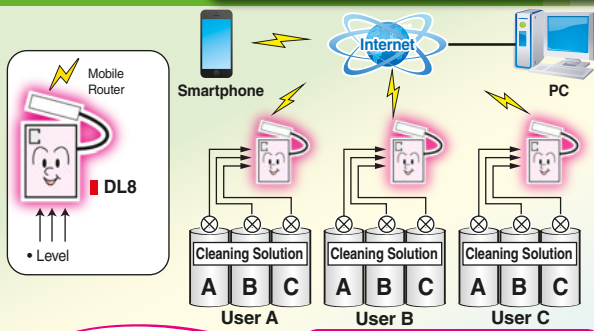 Mobile
Router
C
DL8
• Level
Smartphone
Internet
PC
C
C
C
Cleaning Solution
A B C
User A
Cleaning Solution
A B C
User B
Cleaning Solution
A B C
User C